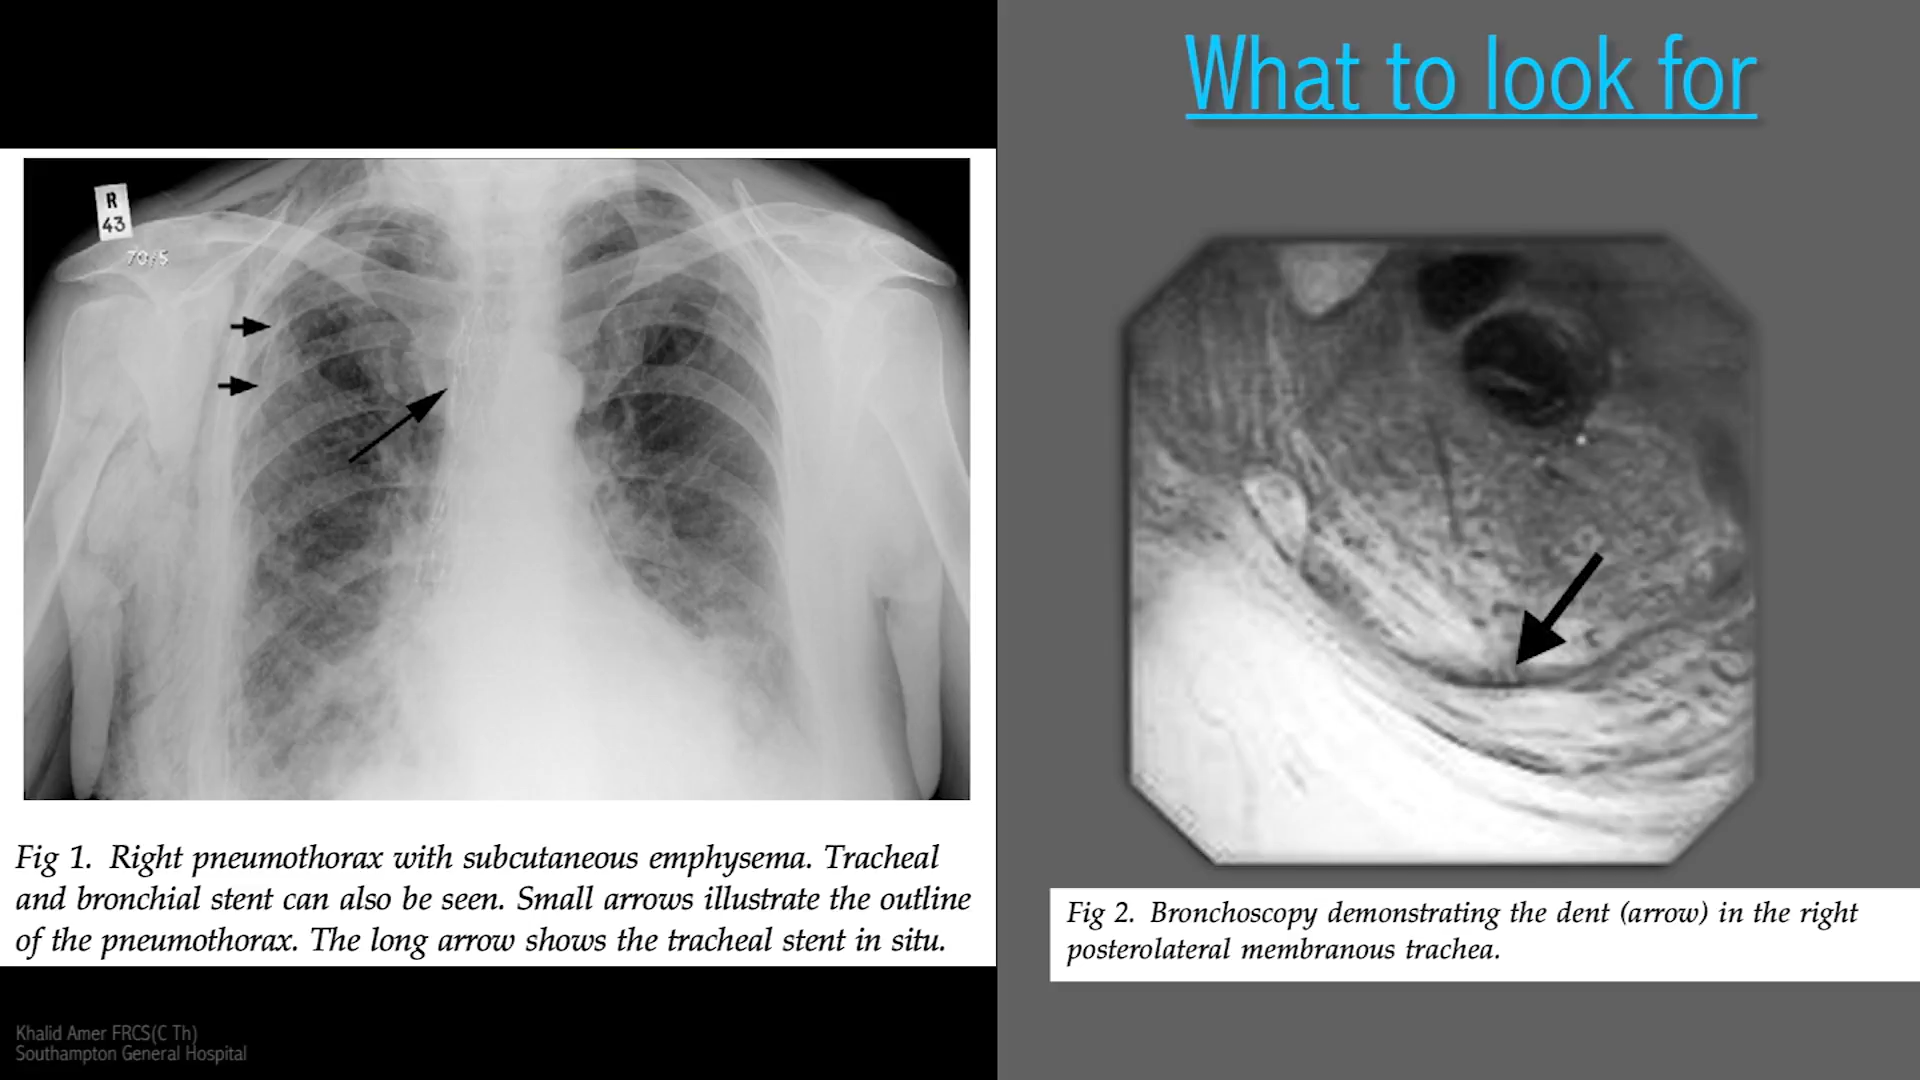 What to look for
R
43
70/5
Fig 1. Right pneumothorax with subcutaneous emphysema. Tracheal
and bronchial stent can also be seen. Small arrows illustrate the outline
of the pneumothorax. The long arrow shows the tracheal stent in situ.
Fig 2. Bronchoscopy demonstrating the dent (arrow) in the right
posterolateral membranous trachea.
Khalid Amer FRCS(C Th)
Southampton General Hospital